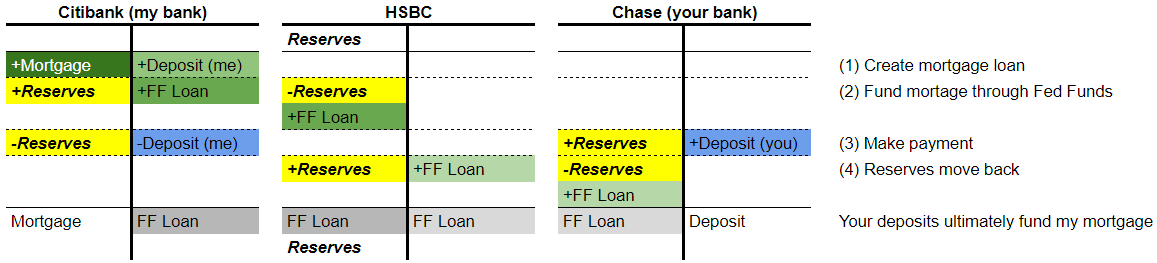 Citibank (my bank) HSBC Chase (your bank)
Reserves
+Mortgage +Deposit (me) (1) Create mortgage loan
+Reserves +FF Loan -Reserves (2) Fund mortage through Fed Funds
+FF Loan
-Reserves -Deposit (me) +Reserves +Deposit (you) (3) Make payment
+Reserves +FF Loan -Reserves (4) Reserves move back
+FF Loan
Mortgage FF Loan FF Loan FF Loan FF Loan Deposit Your deposits ultimately fund my mortgage
Reserves